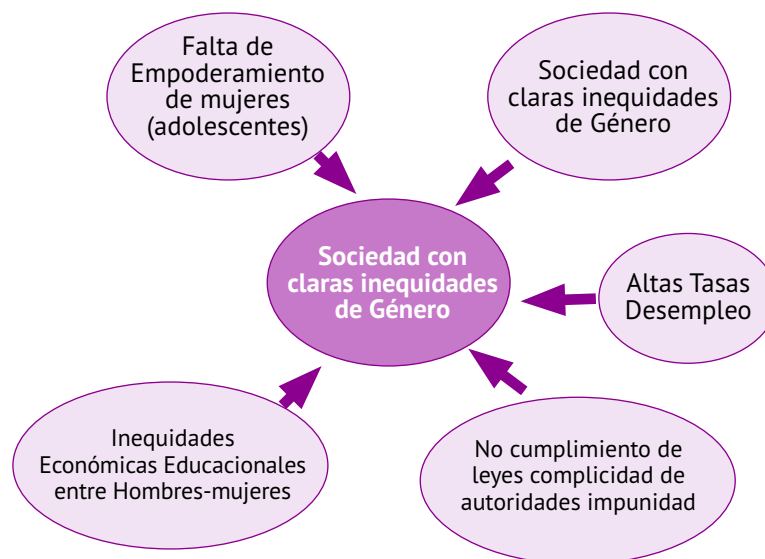 Falta de
Empoderamiento
de mujeres
(adolescentes)
Sociedad con
claras inequidades
de Género
Sociedad con
claras inequidades
de Género
Altas Tasas
Desempleo
Inequidades
Económicas Educacionales
entre Hombres-mujeres
No cumplimiento de
leyes complicidad de
autoridades impunidad